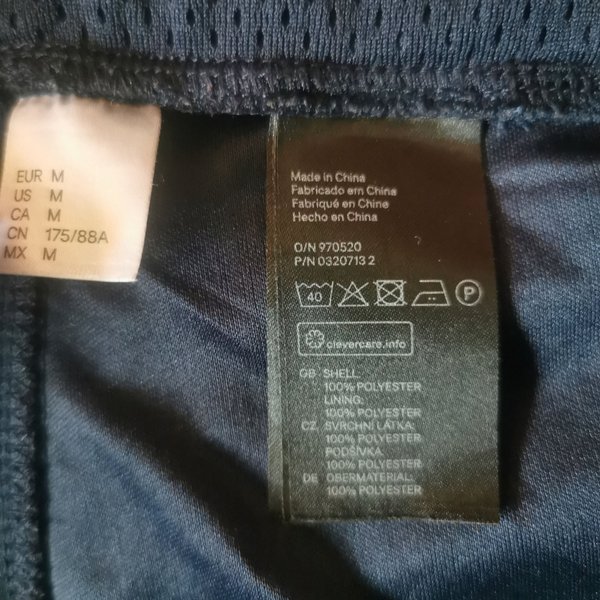 EUR M
US M
CA M
CN 175/88A
MX M
Made in China
Fabricado em China
Fabriqué en Chine
Hecho en China
O/N 970520
P/N 0320713 2
40
P
clevercare.info
GB SHELL:
100% POLYESTER
LINING:
100% POLYESTER
CZ SVRCHNÍ LÁTKA:
100% POLYESTER
PODŠÍVKA:
100% POLYESTER
DE OBERMATERIAL:
100% POLYESTER